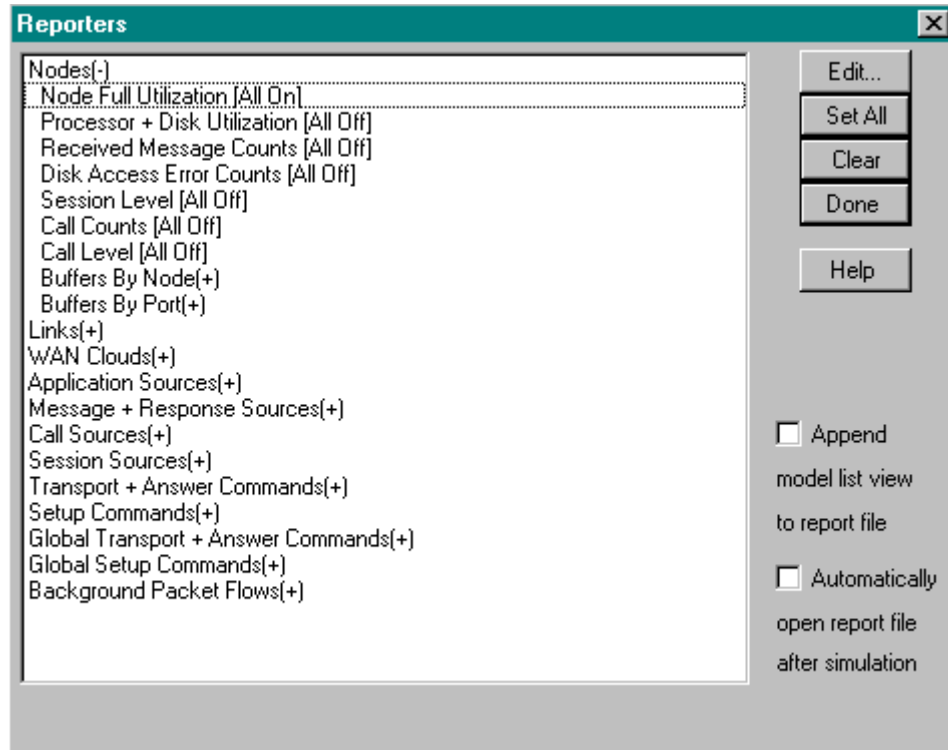 Reporters
Nodes(-)
Node Full Utilization [All On]
Processor + Disk Utilization [All Off]
Received Message Counts [All Off]
Disk Access Error Counts [All Off]
Session Level [All Off]
Call Counts [All Off]
Call Level [All Off]
Buffers By Node(+)
Buffers By Port(+)
Links(+)
WAN Clouds(+)
Application Sources(+)
Message + Response Sources(+)
Call Sources(+)
Session Sources(+)
Transport + Answer Commands(+)
Setup Commands(+)
Global Transport + Answer Commands(+)
Global Setup Commands(+)
Background Packet Flows(+)
Edit...
Set All
Clear
Done
Help
Append
model list view
to report file
Automatically
open report file
after simulation